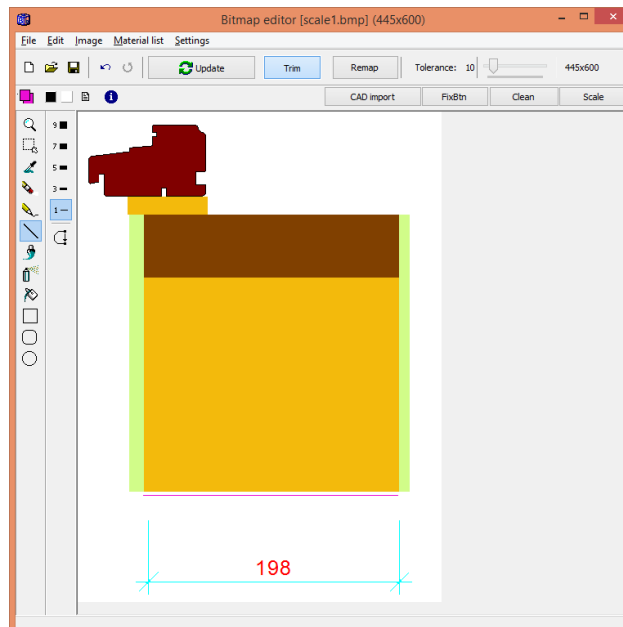 Bitmap editor [scale1.bmp] (445x600)
File Edit Image Material list Settings
Update Trim Remap Tolerance: 10 445x600
CAD import FixBtn Clean Scale
9
7
5
3
1
198